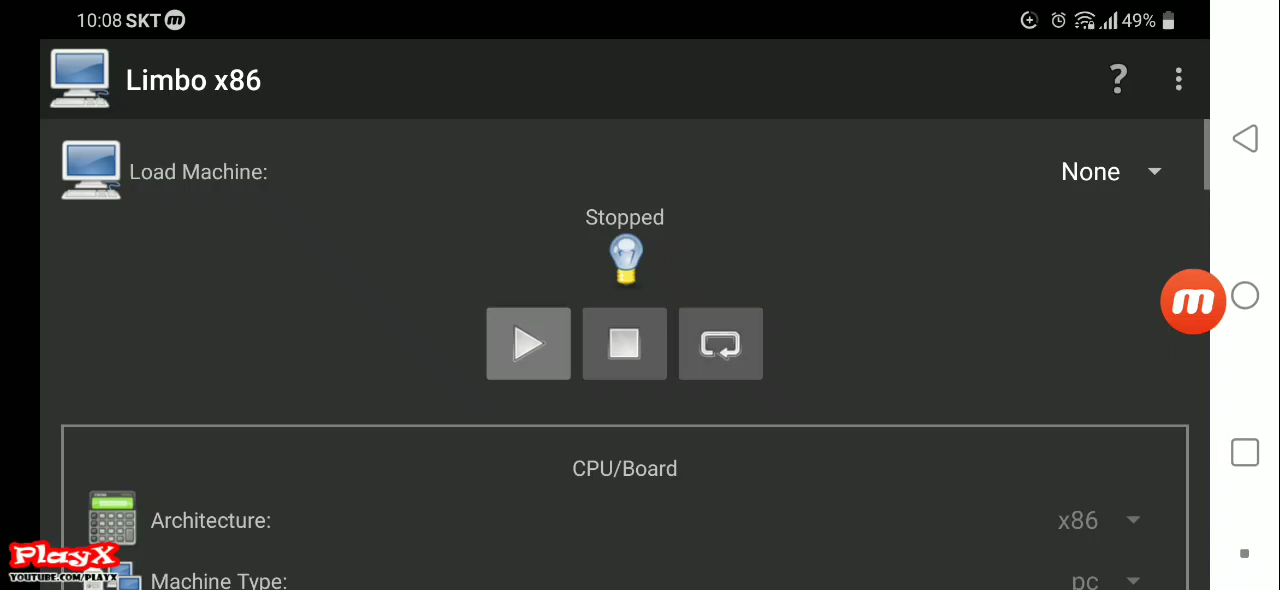 10:08 SKT m
49%
Limbo x86
?
Load Machine:
None
Stopped
m
CPU/Board
Architecture:
x86
PlayX
YOUTUBE.COM/PLAYX
Machine Type:
pc